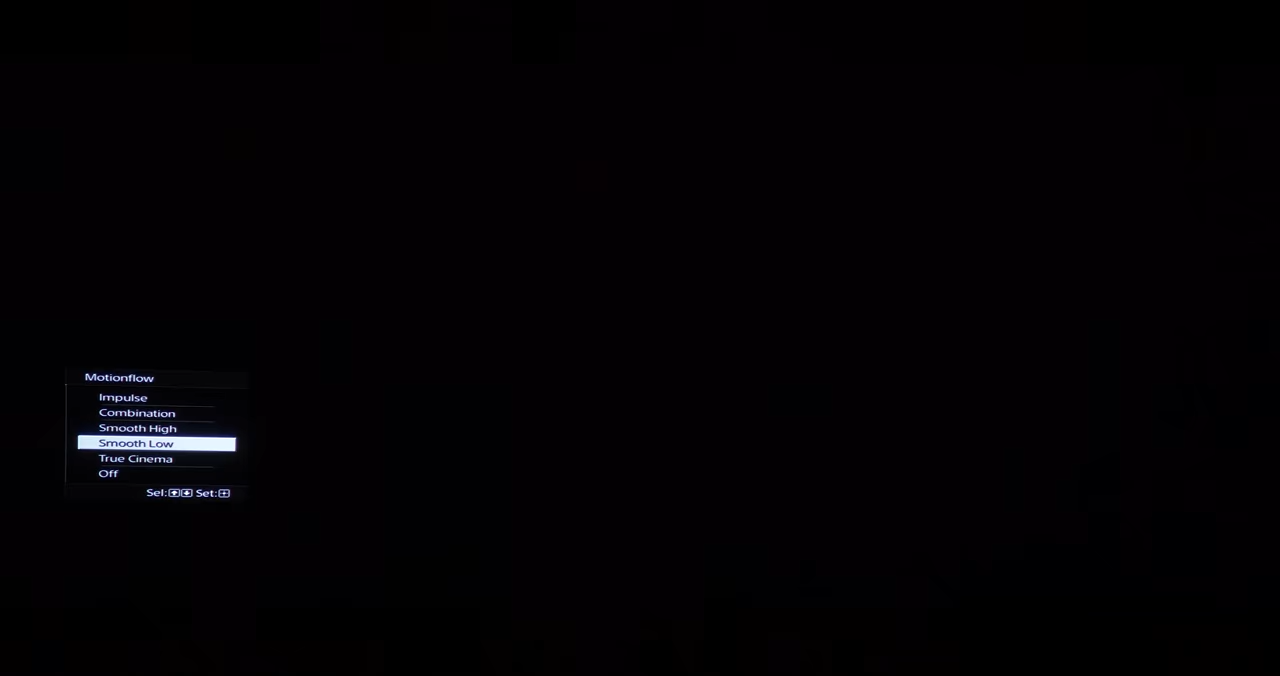 Motionflow
Impulse
Combination
Smooth High
Smooth Low
True Cinema
Off
Sel:⬆⬇ Set:⊞